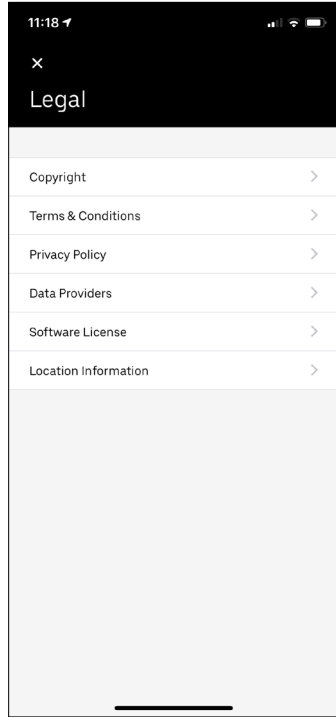 11:18
Legal
Copyright
Terms & Conditions
Privacy Policy
Data Providers
Software License
Location Information